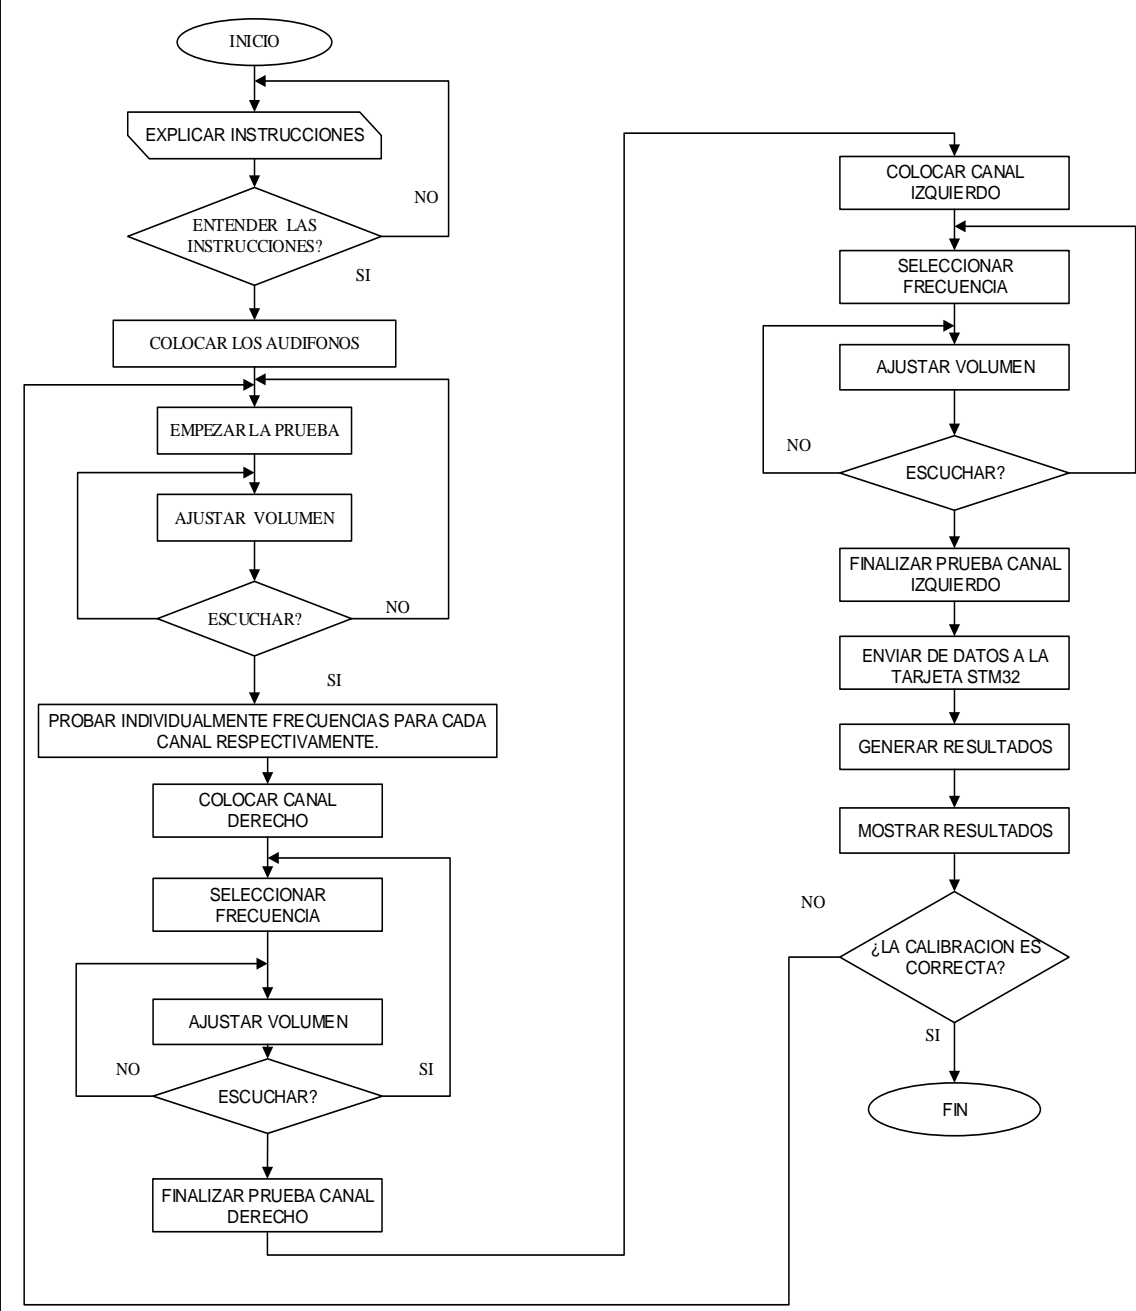 INICIO
EXPLICAR INSTRUCCIONES
NO
ENTENDER LAS
INSTRUCCIONES?
SI
COLOCAR LOS AUDIFONOS
EMPEZAR LA PRUEBA
AJUSTAR VOLUMEN
ESCUCHAR?
NO
SI
PROBAR INDIVIDUALMENTE FRECUENCIAS PARA CADA
CANAL RESPECTIVAMENTE.
COLOCAR CANAL
DERECHO
SELECCIONAR
FRECUENCIA
AJUSTAR VOLUMEN
NO
SI
ESCUCHAR?
FINALIZAR PRUEBA CANAL
DERECHO
COLOCAR CANAL
IZQUIERDO
SELECCIONAR
FRECUENCIA
AJUSTAR VOLUMEN
NO
ESCUCHAR?
FINALIZAR PRUEBA CANAL
IZQUIERDO
ENVIAR DE DATOS A LA
TARJETA STM32
GENERAR RESULTADOS
MOSTRAR RESULTADOS
NO
¿LA CALIBRACION ES
CORRECTA?
SI
FIN